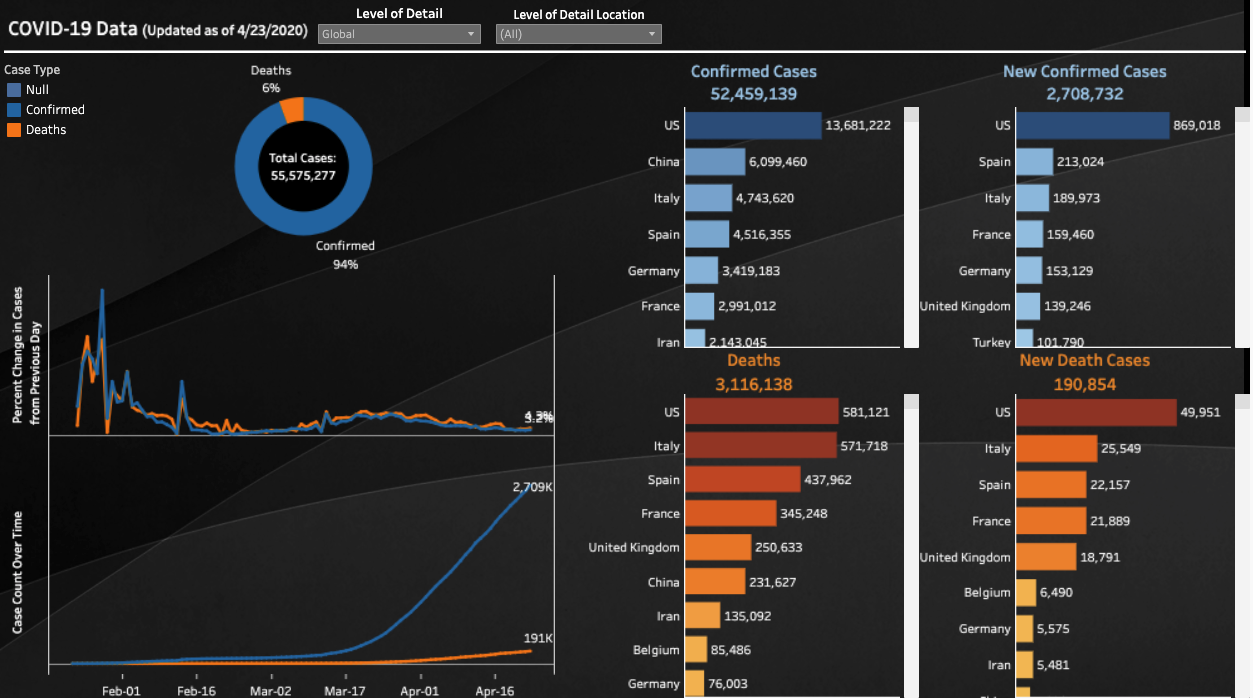 COVID-19 Data (Updated as of 4/23/2020)
Level of Detail
Global
Level of Detail Location
(All)
Case Type
Null
Confirmed
Deaths
Deaths
6%
Total Cases:
55,575,277
Confirmed
94%
Percent Change in Cases
from Previous Day
3.2%
Case Count Over Time
2,709K
191K
Feb-01
Feb-16
Mar-02
Mar-17
Apr-01
Apr-16
Confirmed Cases
52,459,139
US 13,681,222
China 6,099,460
Italy 4,743,620
Spain 4,516,355
Germany 3,419,183
France 2,991,012
Iran 2,143,045
New Confirmed Cases
2,708,732
US 869,018
Spain 213,024
Italy 189,973
France 159,460
Germany 153,129
United Kingdom 139,246
Turkey 101,790
Deaths
3,116,138
US 581,121
Italy 571,718
Spain 437,962
France 345,248
United Kingdom 250,633
China 231,627
Iran 135,092
Belgium 85,486
Germany 76,003
New Death Cases
190,854
US 49,951
Italy 25,549
Spain 22,157
France 21,889
United Kingdom 18,791
Belgium 6,490
Germany 5,575
Iran 5,481